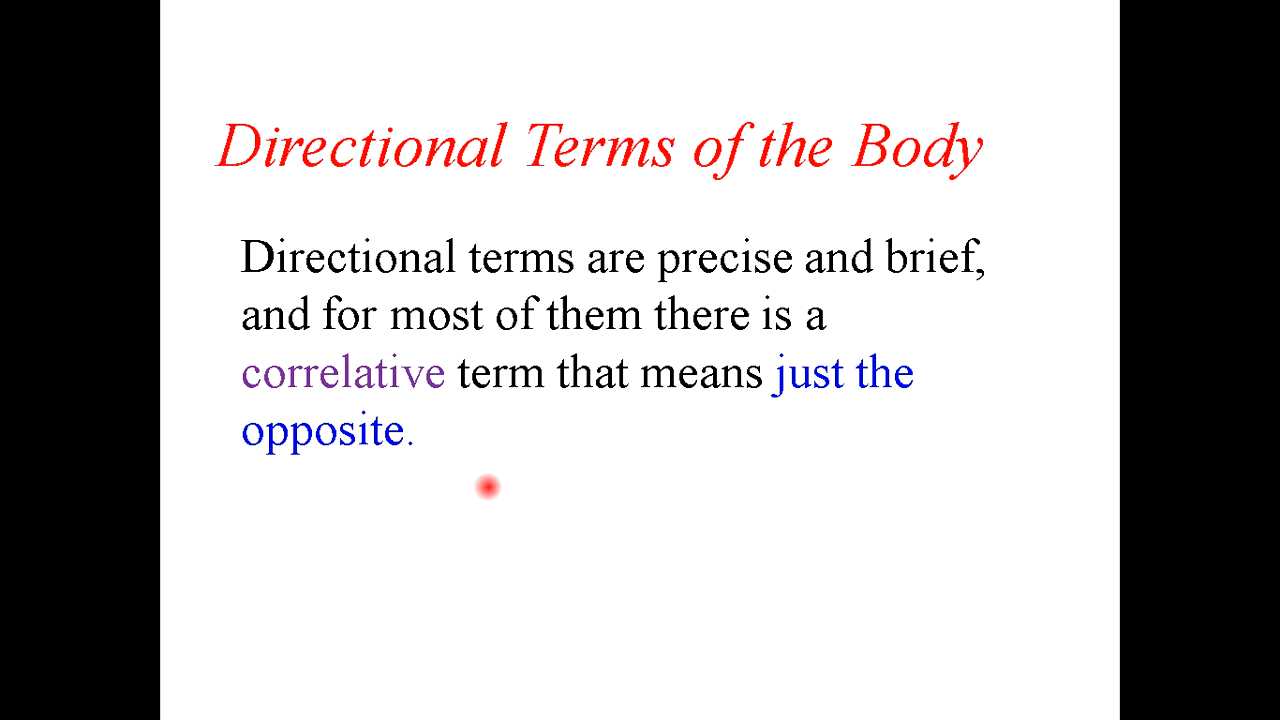 Directional Terms of the Body
Directional terms are precise and brief,
and for most of them there is a
correlative term that means just the
opposite.